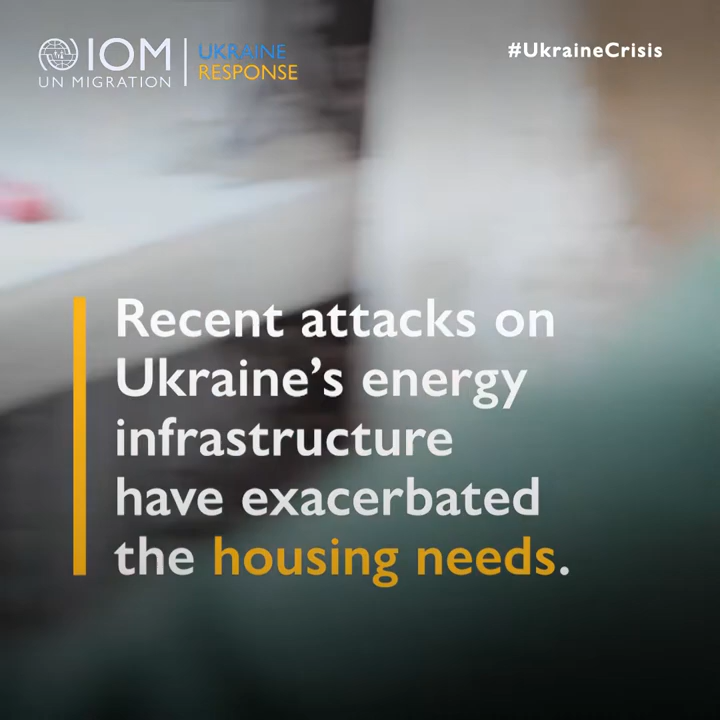 IOM
UN MIGRATION
UKRAINE
RESPONSE
#UkraineCrisis
Recent attacks on
Ukraine’s energy
infrastructure
have exacerbated
the housing needs.